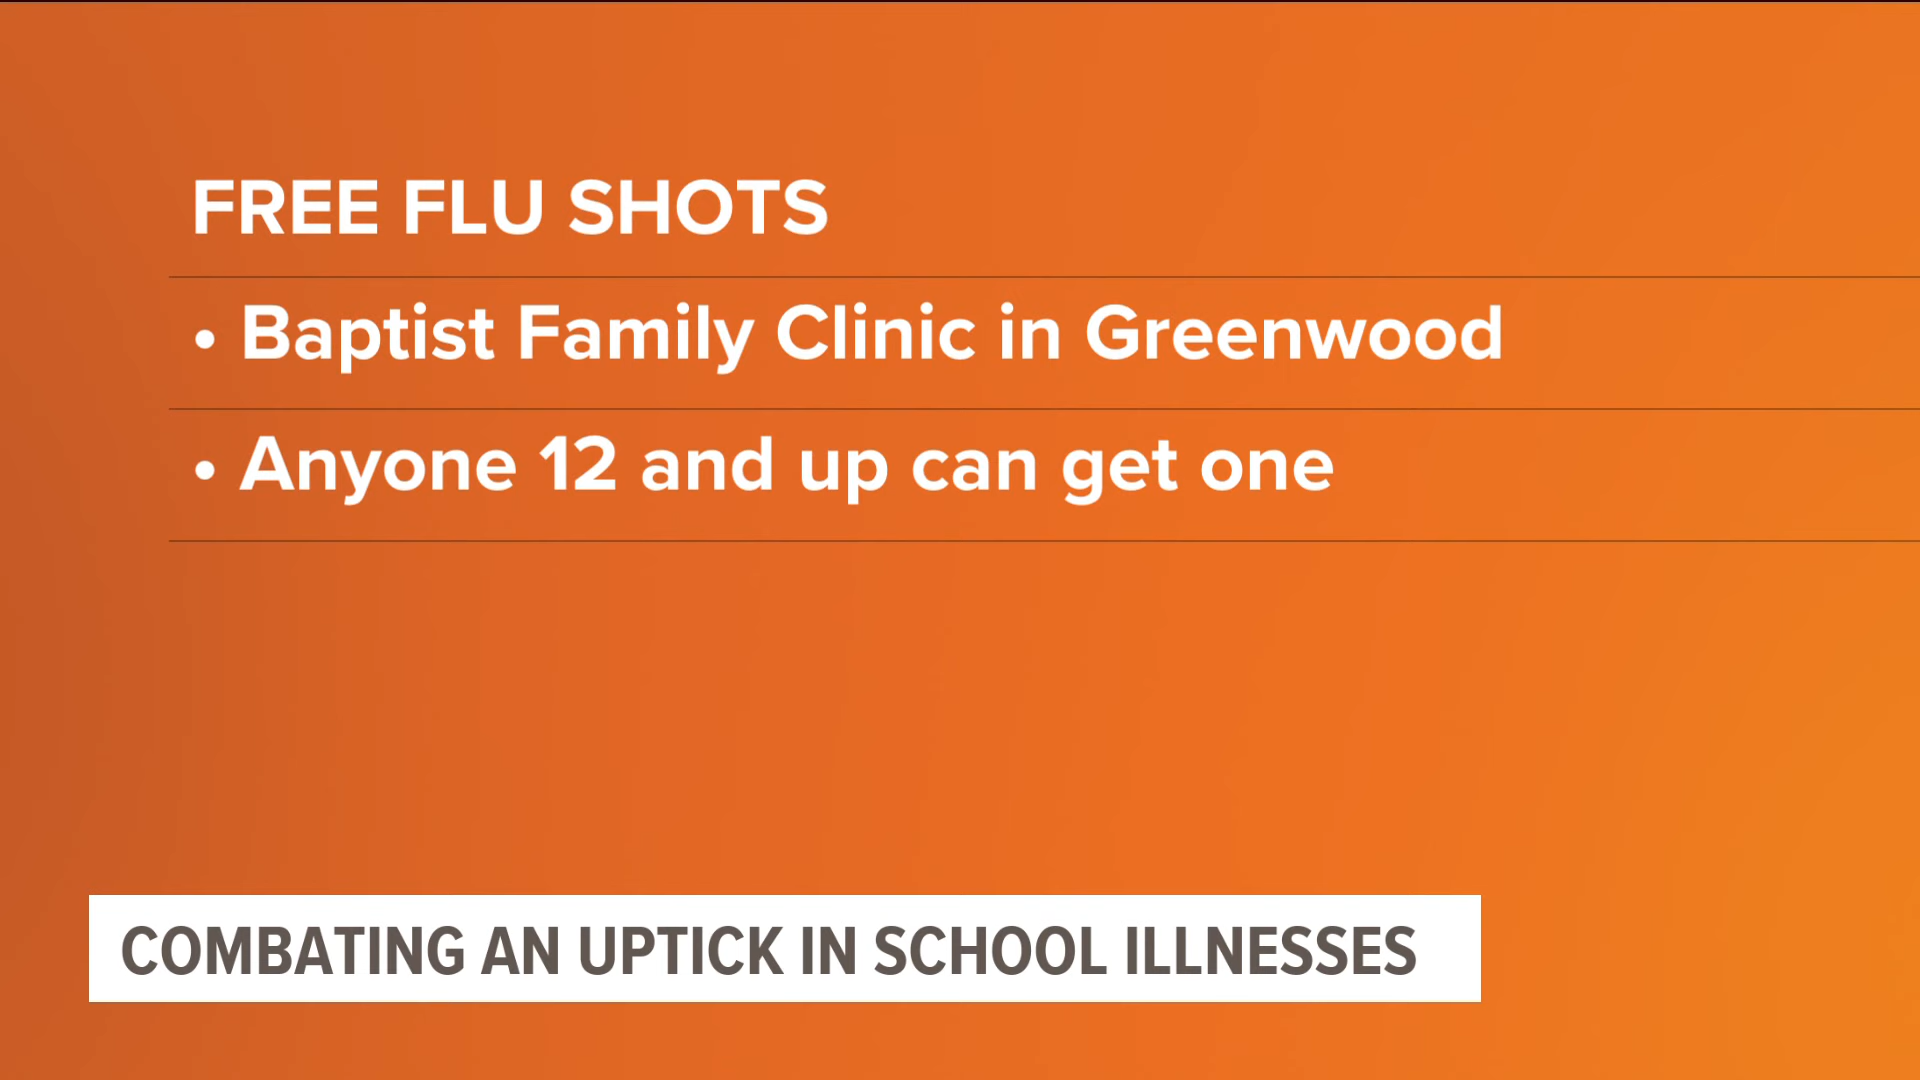 FREE FLU SHOTS
• Baptist Family Clinic in Greenwood
• Anyone 12 and up can get one
COMBATING AN UPTICK IN SCHOOL ILLNESSES